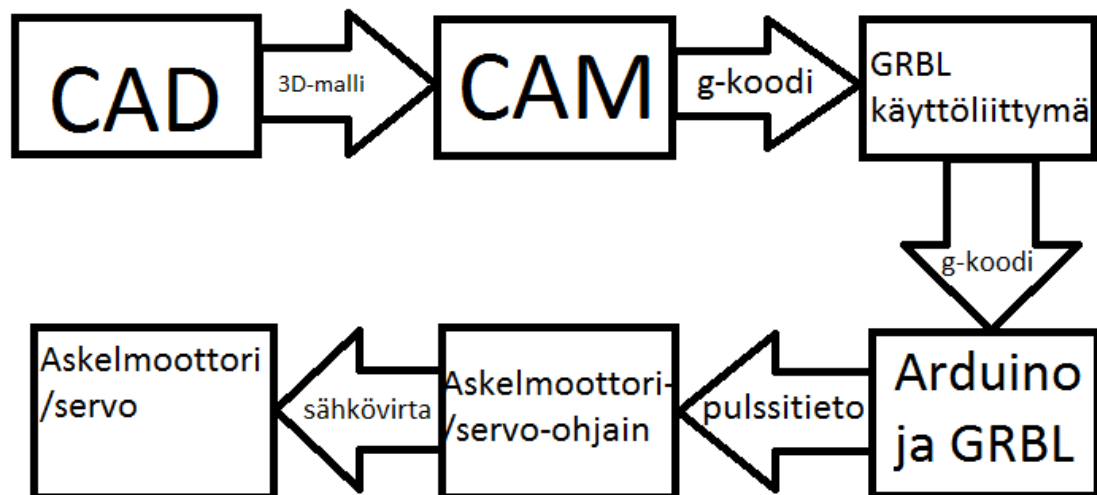 CAD
3D-malli
CAM
g-koodi
GRBL
käyttöliittymä
g-koodi
Arduino
ja GRBL
pulssitieto
Askelmoottori-
/servo-ohjain
sähkövirta
Askelmoottori
/servo